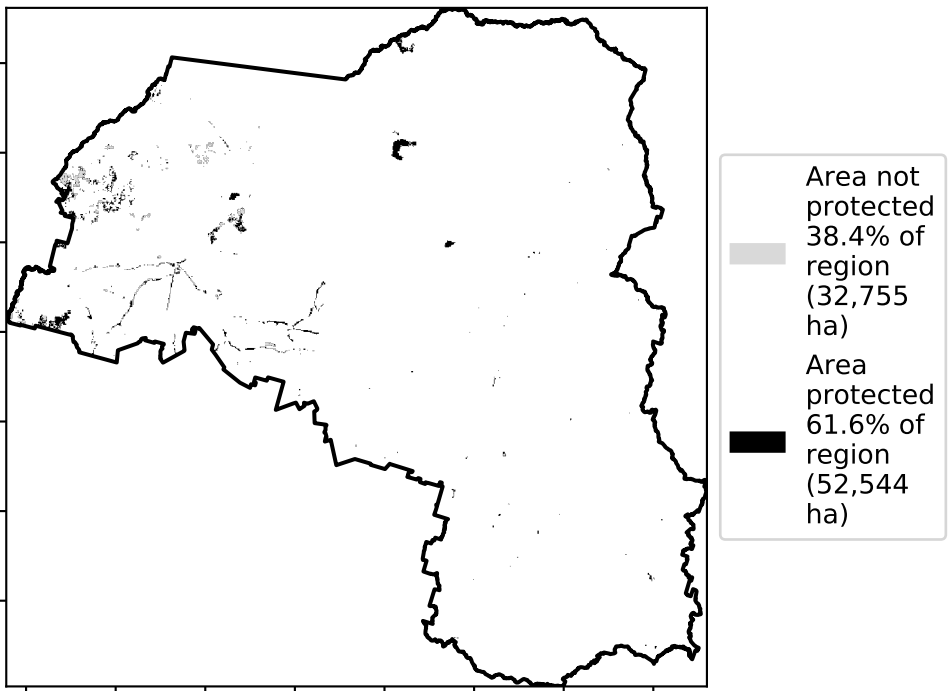 Area not
protected
38.4% of
region
(32,755
ha)
Area
protected
61.6% of
region
(52,544
ha)